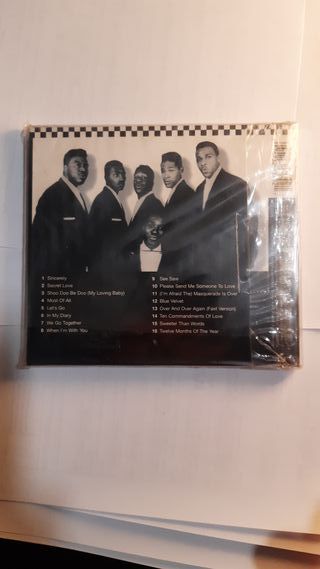 1 Sincerely
2 Secret Love
3 Shoo Doo Be Doo (My Loving Baby)
4 Most Of All
5 Let's Go
6 In My Diary
7 We Go Together
8 When I'm With You
9 See Saw
10 Please Send Me Someone To Love
11 (I'm Afraid The) Masquerade Is Over
12 Blue Velvet
13 Over And Over Again (Fast Version)
14 Ten Commandments Of Love
15 Sweeter Than Words
16 Twelve Months Of The Year